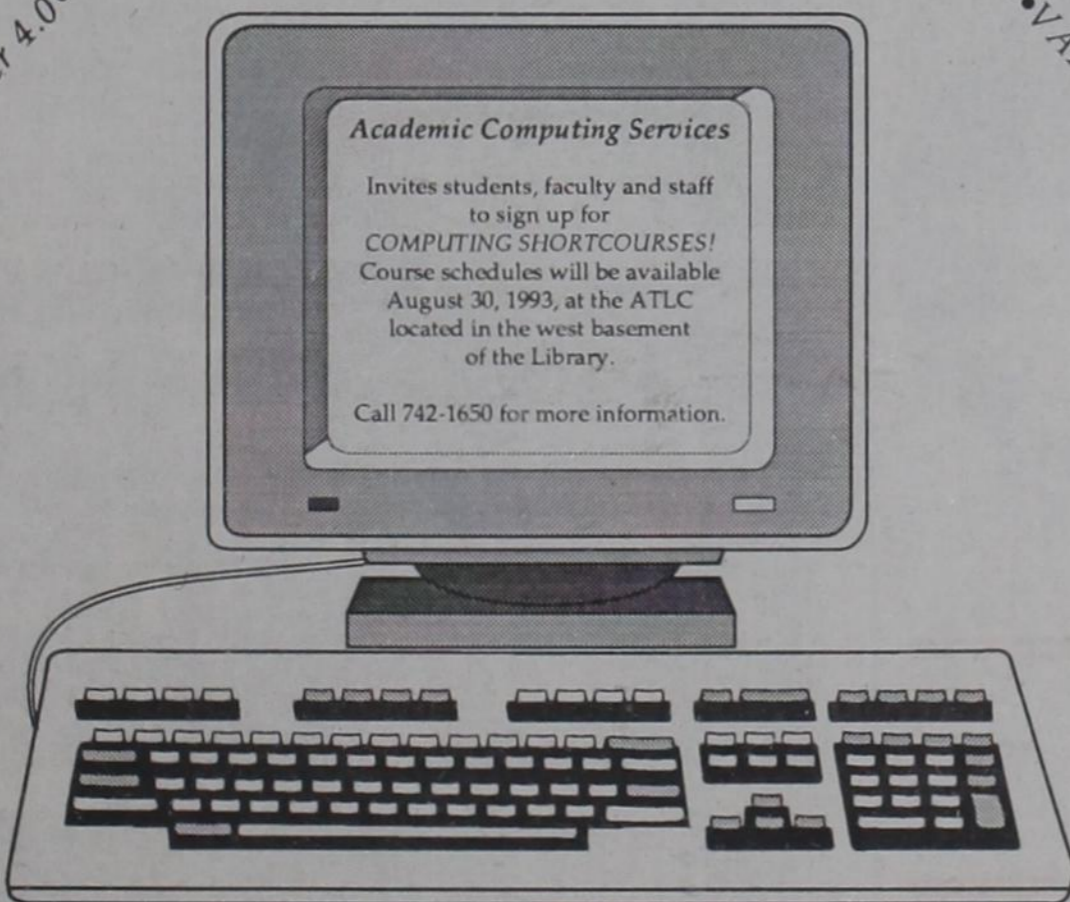 4.0
Academic Computing Services
Invites students, faculty and staff
to sign up for
COMPUTING SHORTCOURSES!
Course schedules will be available
August 30, 1993, at the ATLC
located in the west basement
of the Library.
Call 742-1650 for more information.